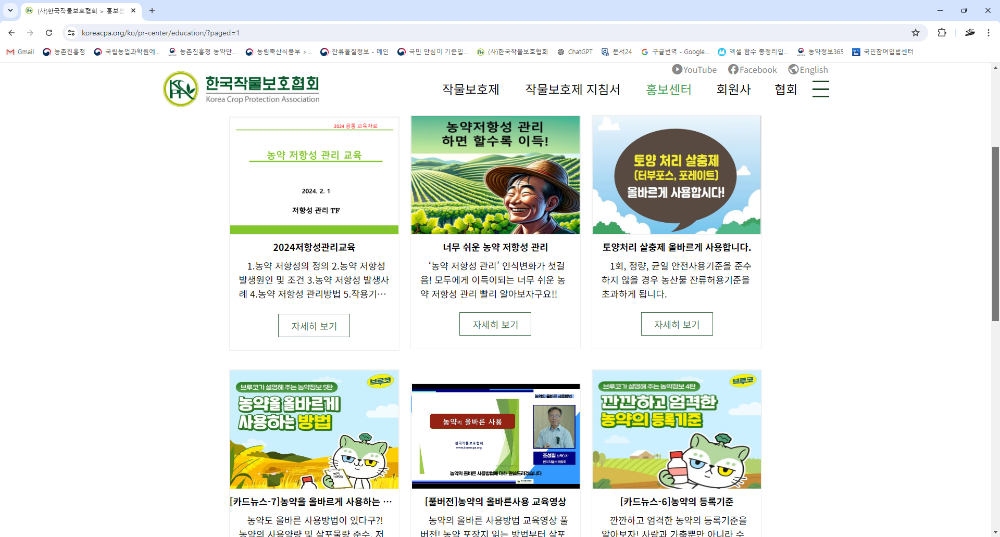 (사)한국작물보호협회 > 홍보센
koreacpa.org/ko/pr-center/education/?paged=1
Gmail
농촌진흥청
국립농업과학원에...
농촌진흥청 농약안...
농림축산식품부 >...
잔류물질정보 - 메인
국민 안심이 기준입...
(사)한국작물보호협회
ChatGPT
문서24
구글번역 - Google...
엑셀 함수 총정리입...
농약정보365
법
국민참여입법센터
YouTube
Facebook
English
한국작물보호협회
Korea Crop Protection Association
작물보호제
작물보호제 지침서
홍보센터
회원사
협회
2024 공통 교육자료
농약 저항성 관리 교육
2024. 2. 1
저항성 관리 TF
2024저항성관리교육
1.농약 저항성의 정의 2.농약 저항성
발생원인 및 조건 3.농약 저항성 발생사
례 4.농약 저항성 관리방법 5.작용기…
자세히 보기
농약저항성 관리
하면 할수록 이득!
너무 쉬운 농약 저항성 관리
‘농약 저항성 관리’ 인식변화가 첫걸
음! 모두에게 이득이되는 너무 쉬운 농
약 저항성 관리 빨리 알아보자구요!!
자세히 보기
토양 처리 살충제
(터부포스, 포레이트)
올바르게 사용합시다!
토양처리 살충제 올바르게 사용합니다.
1회, 정량, 균일 안전사용기준을 준수
하지 않을 경우 농산물 잔류허용기준을
초과하게 됩니다.
자세히 보기
브루코
브루코가 설명해 주는 농약정보 5탄
농약을 올바르게
사용하는 방법
농약
사용법
[카드뉴스-7]농약을 올바르게 사용하는 …
농약도 올바른 사용방법이 있다구?!
농약의 사용약량 및 살포물량 준수, 저
농약의 올바른 사용방법
농약의 올바른 사용
한국작물보호협회
www.koreacpa.org
조성필 상무이사
한국작물보호협회
농약의 올바른 사용방법에 대해 말씀드리겠습니다
[풀버전]농약의 올바른사용 교육영상
농약의 올바른 사용방법 교육영상 풀
버전! 농약 포장지 읽는 방법부터 살포
브루코
브루코가 설명해 주는 농약정보 4탄
깐깐하고 엄격한
농약의 등록기준
[카드뉴스-6]농약의 등록기준
깐깐하고 엄격한 농약의 등록기준을
알아보자! 사람과 가축뿐만 아니라 수